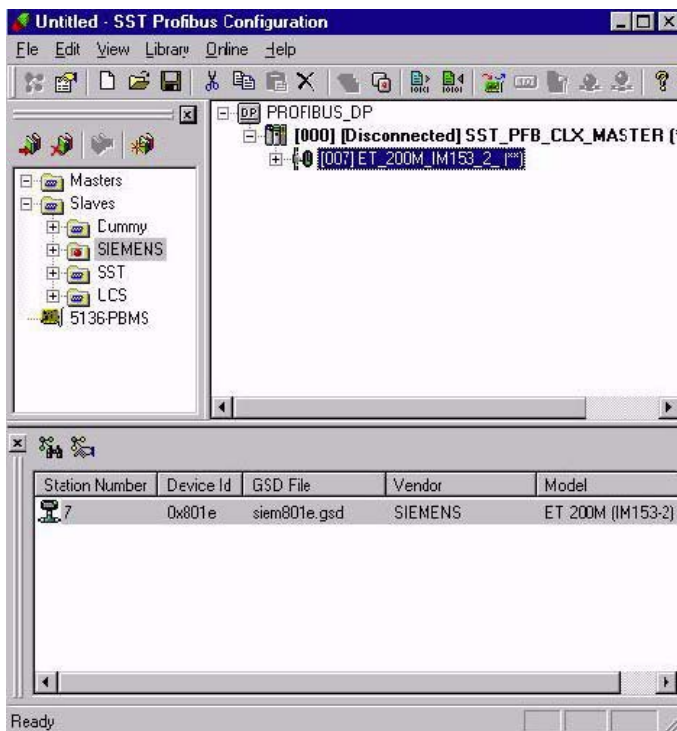 Untitled - SST Profibus Configuration
File Edit View Library Online Help
PROFIBUS_DP
[000] [Disconnected] SST_PFB_CLX_MASTER (*
[007] ET_200M_IM153_2_ (**)
Masters
Slaves
Dummy
SIEMENS
SST
LCS
5136-PBMS
Station Number Device Id GSD File Vendor Model
7 0x801e siem801e.gsd SIEMENS ET 200M (IM153-2)
Ready